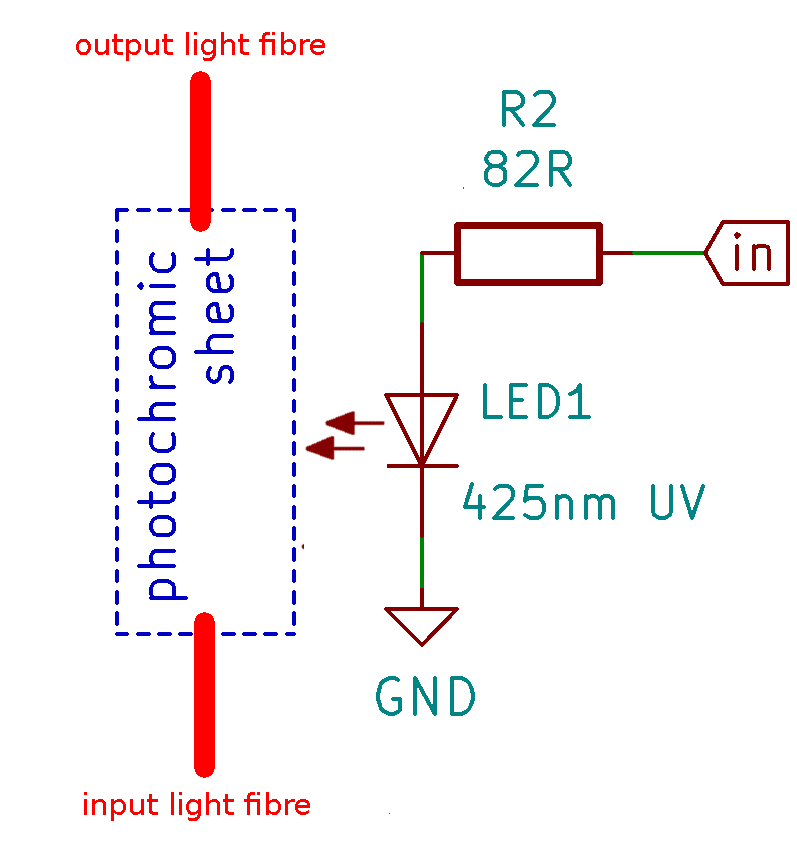 output light fibre
R2
82R
in
photochromic
sheet
LED1
425nm UV
GND
input light fibre